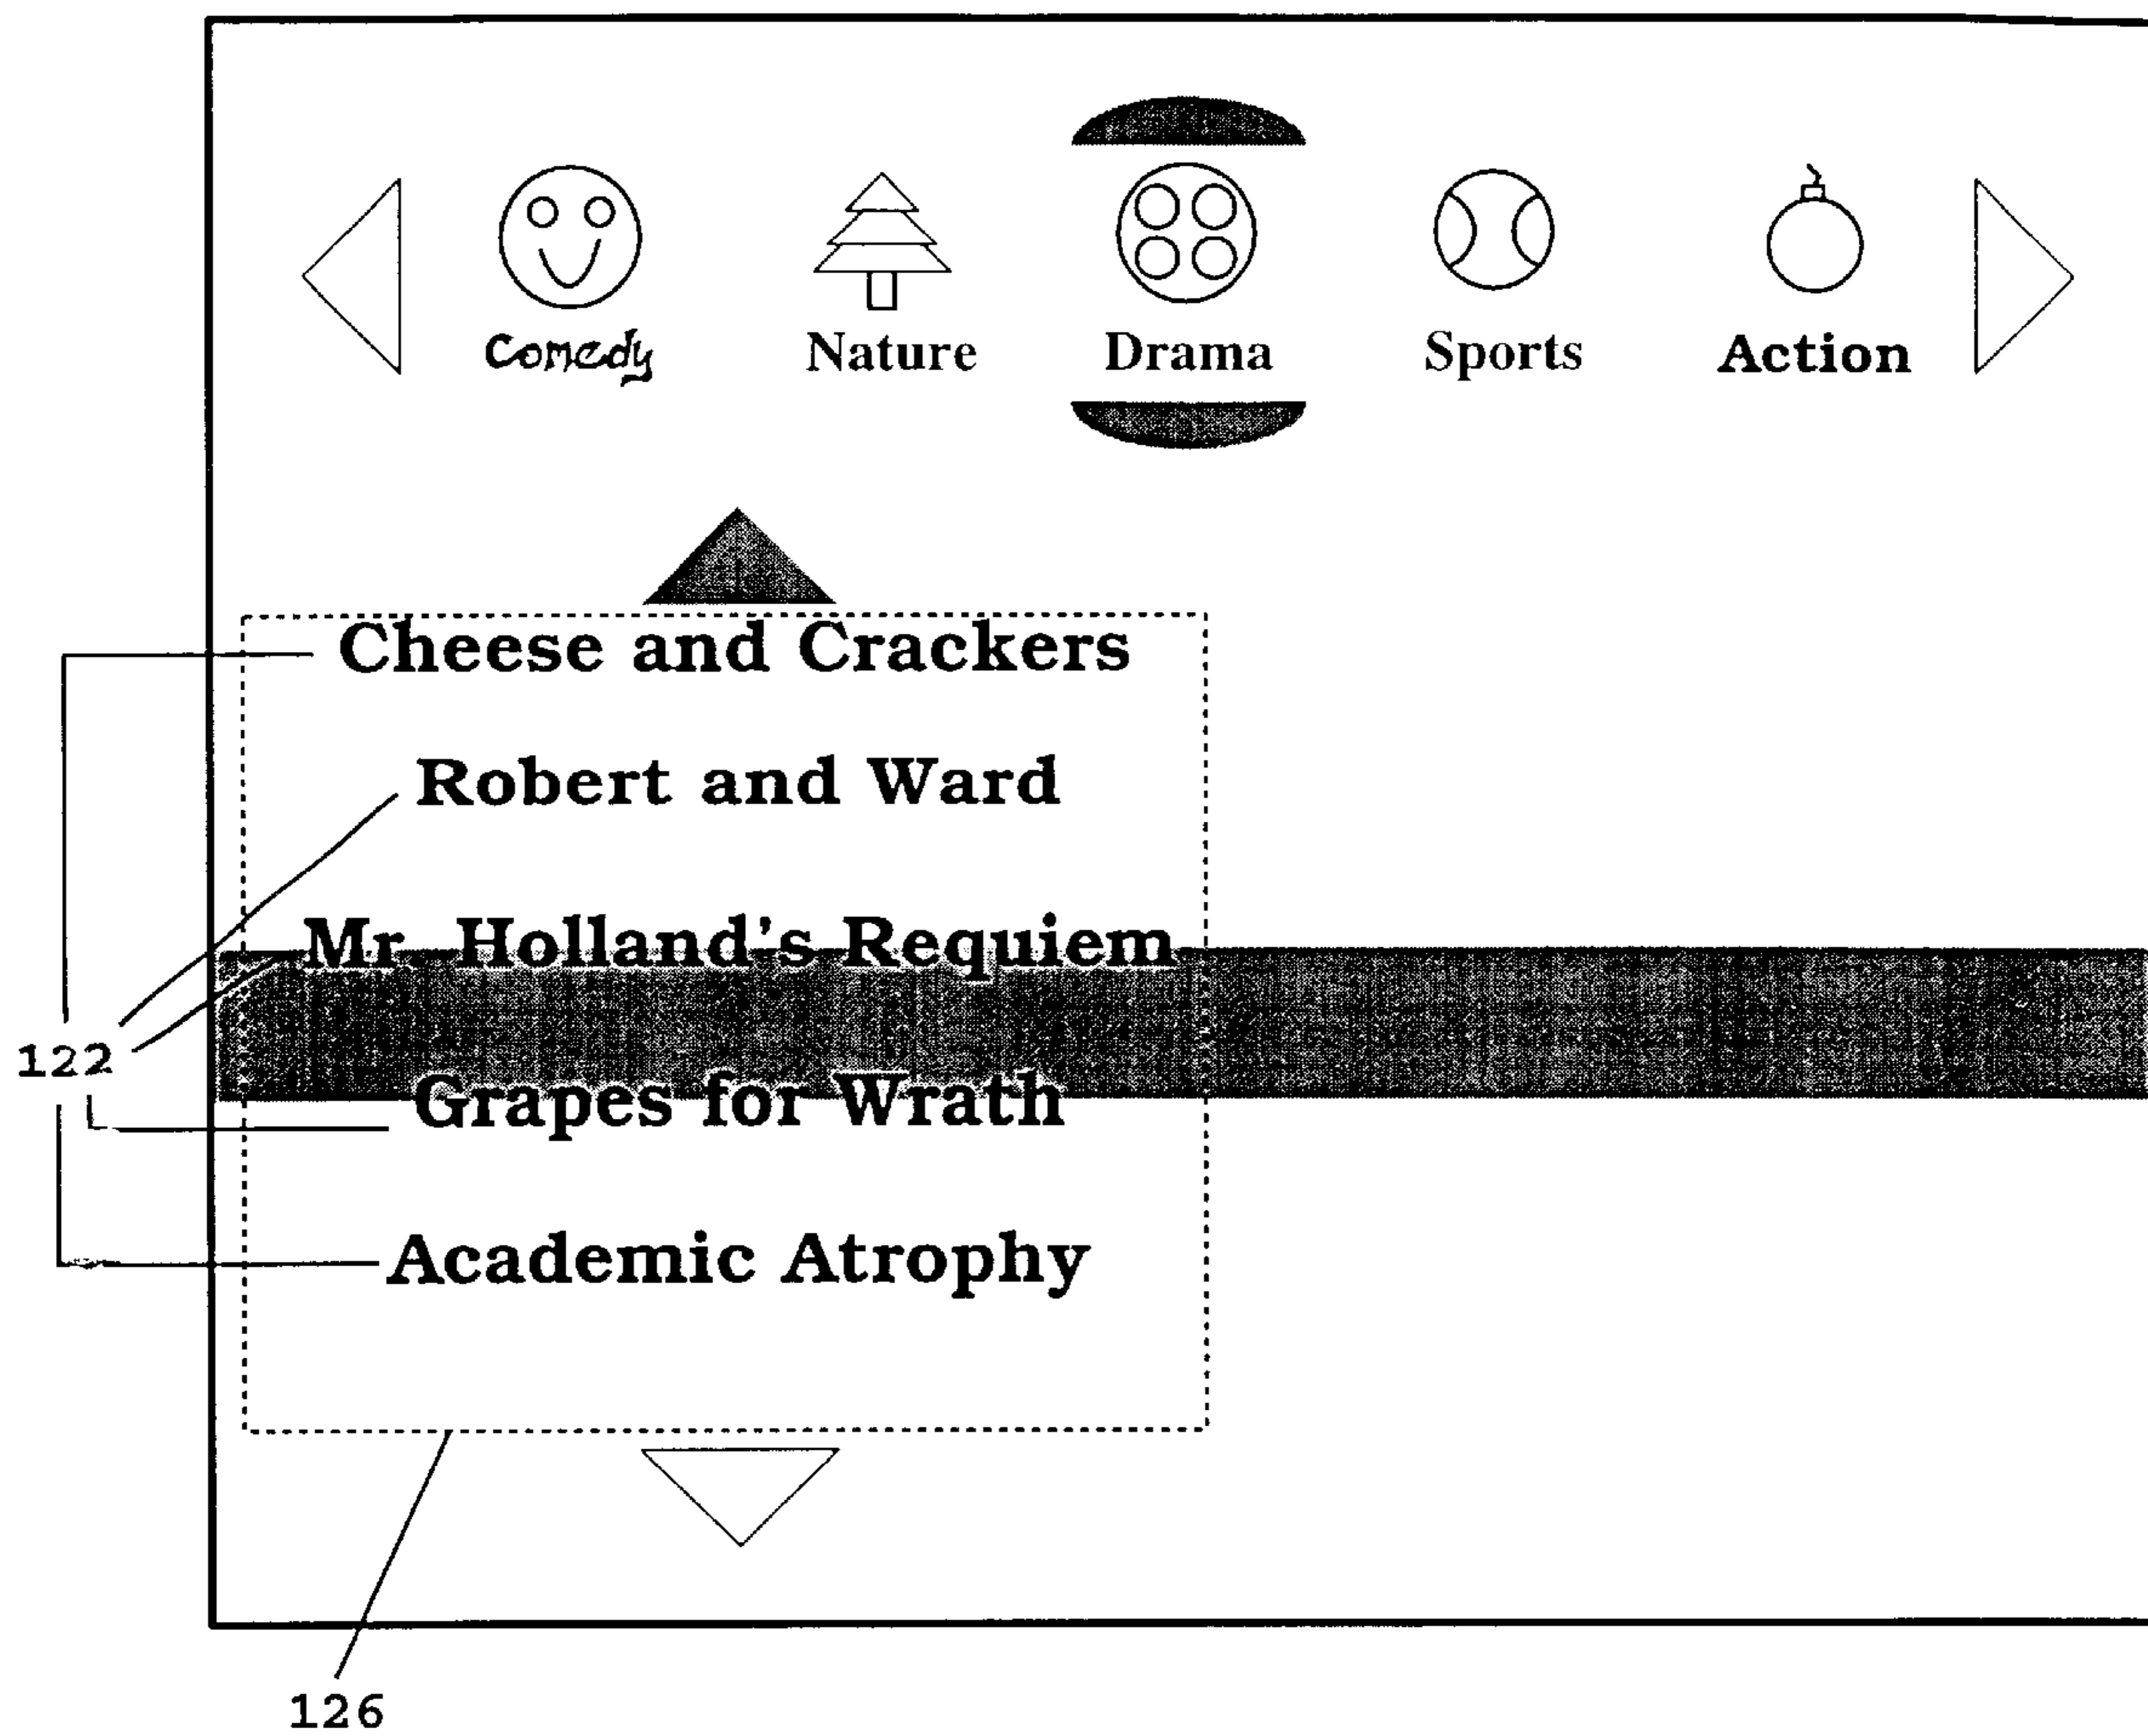 Comedy Nature Drama Sports Action
Cheese and Crackers
Robert and Ward
Mr. Holland's Requiem
122
Grapes for Wrath
Academic Atrophy
126